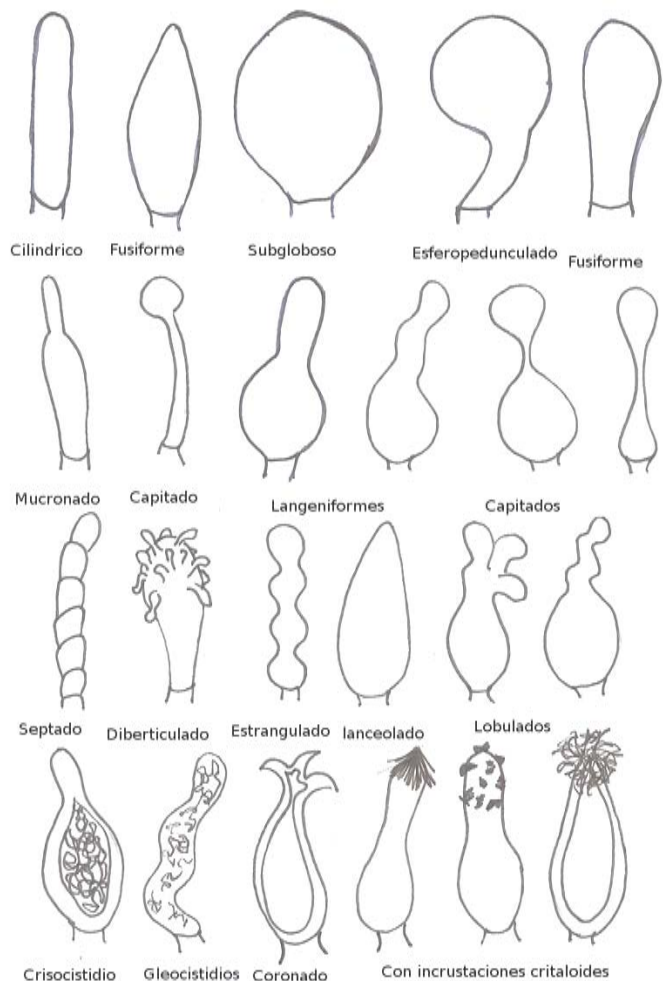 Cilindrico Fusiforme Subgloboso Esferopedunculado Fusiforme
Mucronado Capitado Langeniformes Capitados
Septado Diberticulado Estrangulado lanceolado Lobulados
Crisocistidio Gleocistidios Coronado Con incrustaciones critaloides